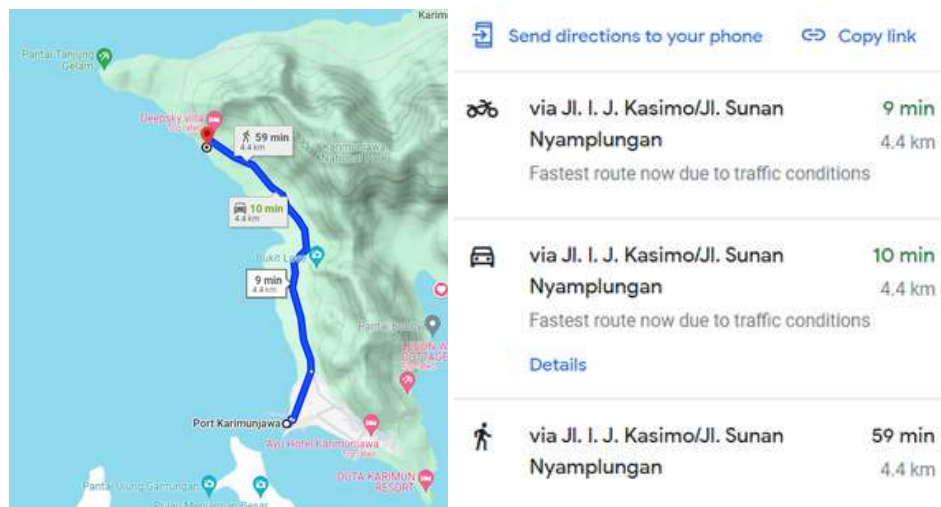 Karim
Pantai Tanjung
Gelam
Deepsky villa
59 min
4.4 km
Karimunjawa
National Park
10 min
4.4 km
Bukit Love
9 min
4.4 km
COTTAGE
Port Karimunjawa
Ayu Hotel Karimunjawa
DUTA KARIMUN
RESORT
Pantai Ujung Gamungan
Send directions to your phone
Copy link
via Jl. I. J. Kasimo/Jl. Sunan
9 min
Nyamplungan
4.4 km
Fastest route now due to traffic conditions
via Jl. I. J. Kasimo/Jl. Sunan
10 min
Nyamplungan
4.4 km
Fastest route now due to traffic conditions
Details
via Jl. I. J. Kasimo/Jl. Sunan
59 min
Nyamplungan
4.4 km